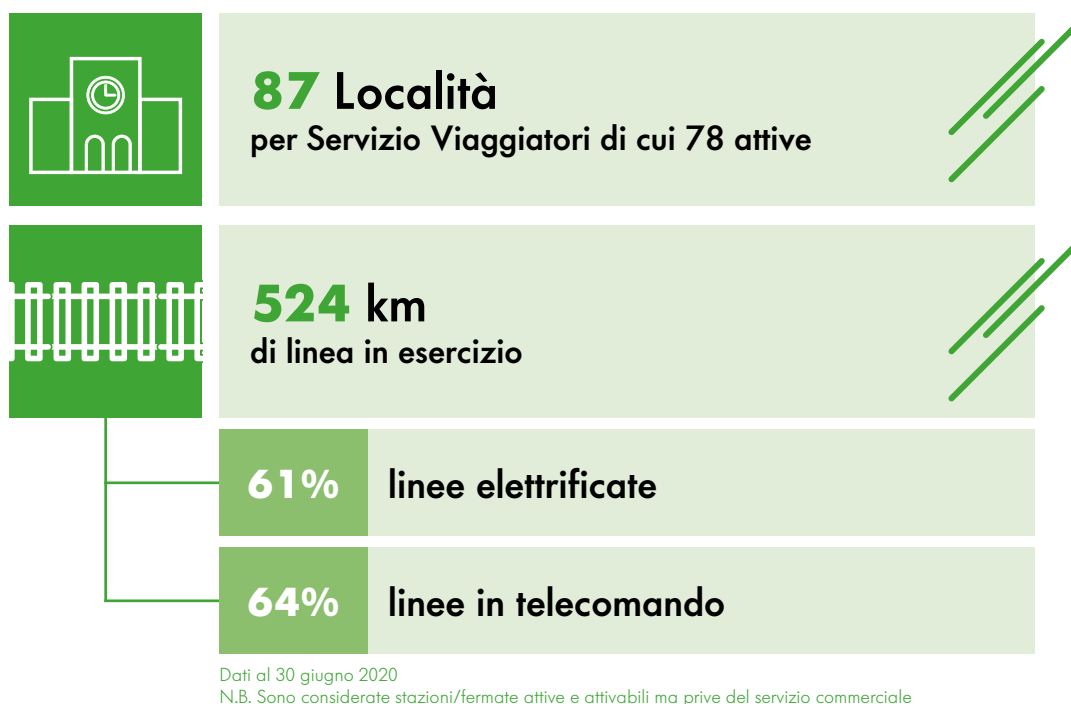 87 Località
per Servizio Viaggiatori di cui 78 attive
524 km
di linea in esercizio
61% linee elettrificate
64% linee in telecomando
Dati al 30 giugno 2020
N.B. Sono considerate stazioni/fermate attive e attivabili ma prive del servizio commerciale